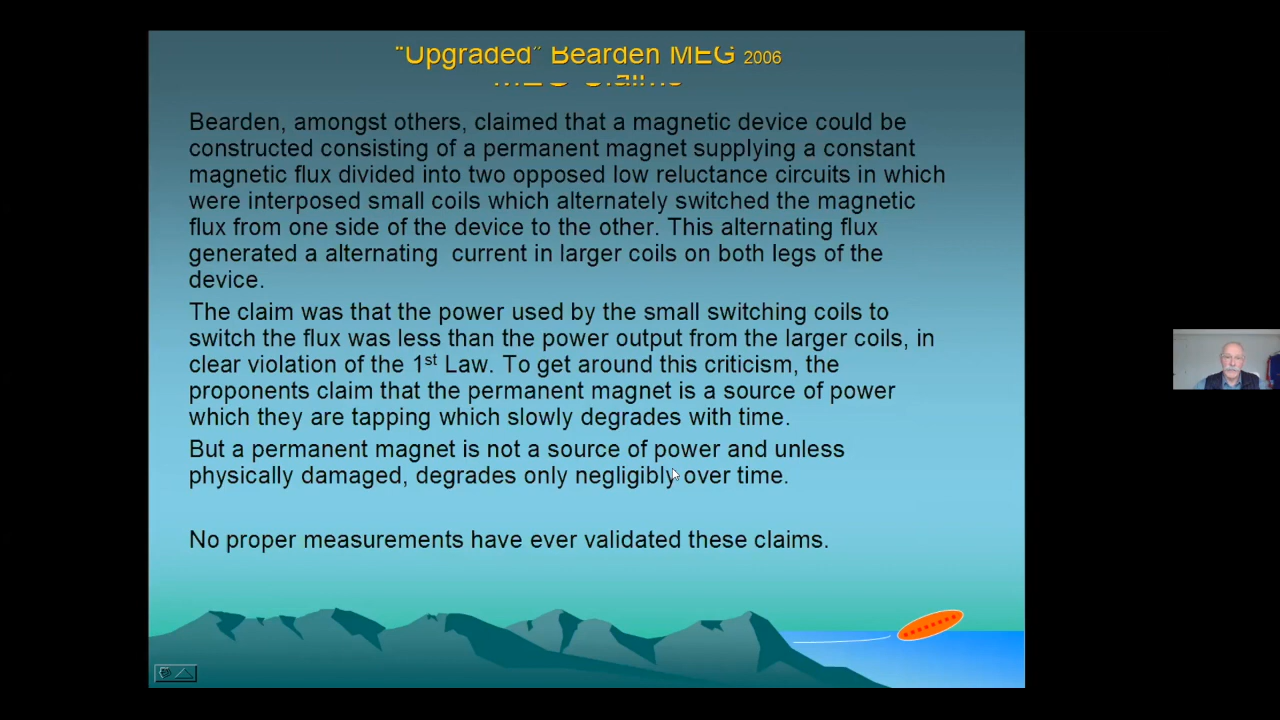 "Upgraded" Bearden MEG 2006
MEG Claims
Bearden, amongst others, claimed that a magnetic device could be
constructed consisting of a permanent magnet supplying a constant
magnetic flux divided into two opposed low reluctance circuits in which
were interposed small coils which alternately switched the magnetic
flux from one side of the device to the other. This alternating flux
generated a alternating  current in larger coils on both legs of the
device.
The claim was that the power used by the small switching coils to
switch the flux was less than the power output from the larger coils, in
clear violation of the 1st Law. To get around this criticism, the
proponents claim that the permanent magnet is a source of power
which they are tapping which slowly degrades with time.
But a permanent magnet is not a source of power and unless
physically damaged, degrades only negligibly over time.
No proper measurements have ever validated these claims.